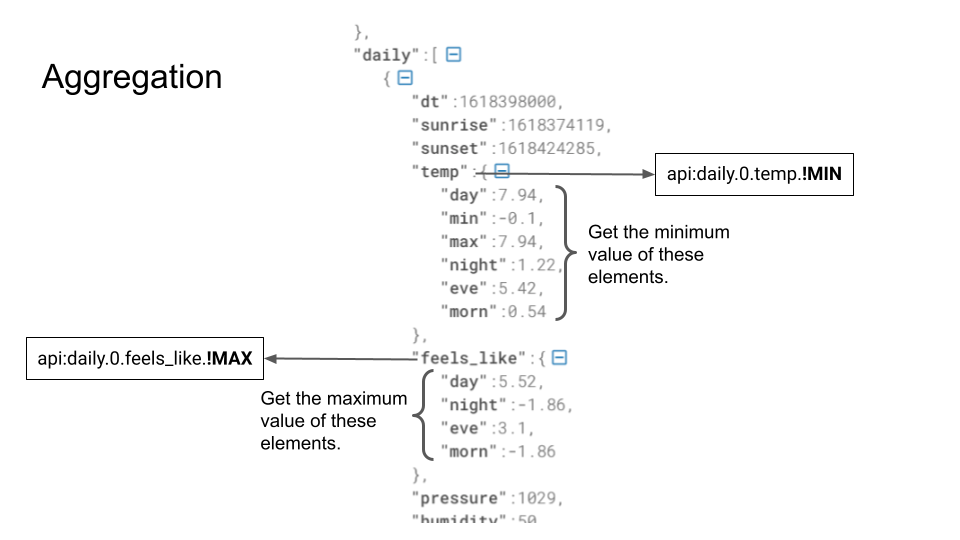 Aggregation
},
"daily":[
{
"dt":1618398000,
"sunrise":1618374119,
"sunset":1618424285,
"temp":{
api:daily.0.temp.!MIN
"day":7.94,
"min":-0.1,
"max":7.94,
"night":1.22,
"eve":5.42,
"morn":0.54
Get the minimum
value of these
elements.
},
"feels_like":{
api:daily.0.feels_like.!MAX
"day":5.52,
"night":-1.86,
"eve":3.1,
"morn":-1.86
Get the maximum
value of these
elements.
},
"pressure":1029,
"humidity":50